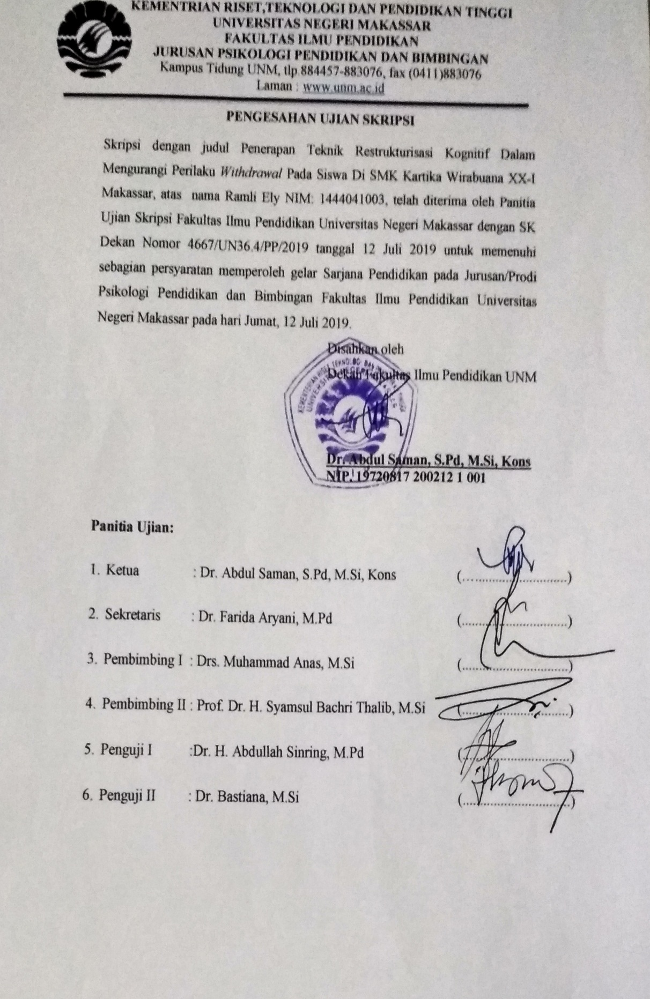 KEMENTRIAN RISET,TEKNOLOGI DAN PENDIDIKAN TINGGI
UNIVERSITAS NEGERI MAKASSAR
FAKULTAS ILMU PENDIDIKAN
JURUSAN PSIKOLOGI PENDIDIKAN DAN BIMBINGAN
Kampus Tidung UNM, tlp.884457-883076, fax (0411)883076
Laman : www.unm.ac.id
PENGESAHAN UJIAN SKRIPSI
Skripsi dengan judul Penerapan Teknik Restrukturisasi Kognitif Dalam
Mengurangi Perilaku Withdrawal Pada Siswa Di SMK Kartika Wirabuana XX-I
Makassar, atas nama Ramli Ely NIM: 1444041003, telah diterima oleh Panitia
Ujian Skripsi Fakultas Ilmu Pendidikan Universitas Negeri Makassar dengan SK
Dekan Nomor 4667/UN36.4/PP/2019 tanggal 12 Juli 2019 untuk memenuhi
sebagian persyaratan memperoleh gelar Sarjana Pendidikan pada Jurusan/Prodi
Psikologi Pendidikan dan Bimbingan Fakultas Ilmu Pendidikan Universitas
Negeri Makassar pada hari Jumat, 12 Juli 2019.
Disahkan oleh
Dekan Fakultas Ilmu Pendidikan UNM
Dr. Abdul Saman, S.Pd, M.Si, Kons
NIP. 19720817 200212 1 001
Panitia Ujian:
1. Ketua : Dr. Abdul Saman, S.Pd, M.Si, Kons (..............................)
2. Sekretaris : Dr. Farida Aryani, M.Pd (..............................)
3. Pembimbing I : Drs. Muhammad Anas, M.Si (..............................)
4. Pembimbing II : Prof. Dr. H. Syamsul Bachri Thalib, M.Si (..............................)
5. Penguji I :Dr. H. Abdullah Sinring, M.Pd (..............................)
6. Penguji II : Dr. Bastiana, M.Si (..............................)